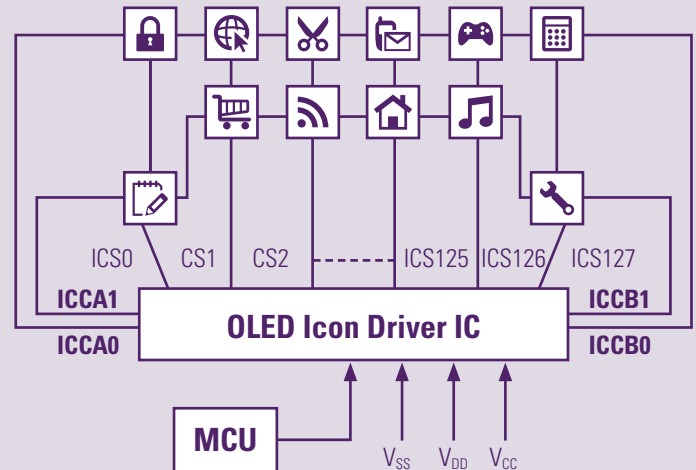 ICS0 CS1 CS2 ICS125 ICS126 ICS127
ICCA1 ICCB1
OLED Icon Driver IC
ICCA0 ICCB0
MCU
VSS VDD VCC